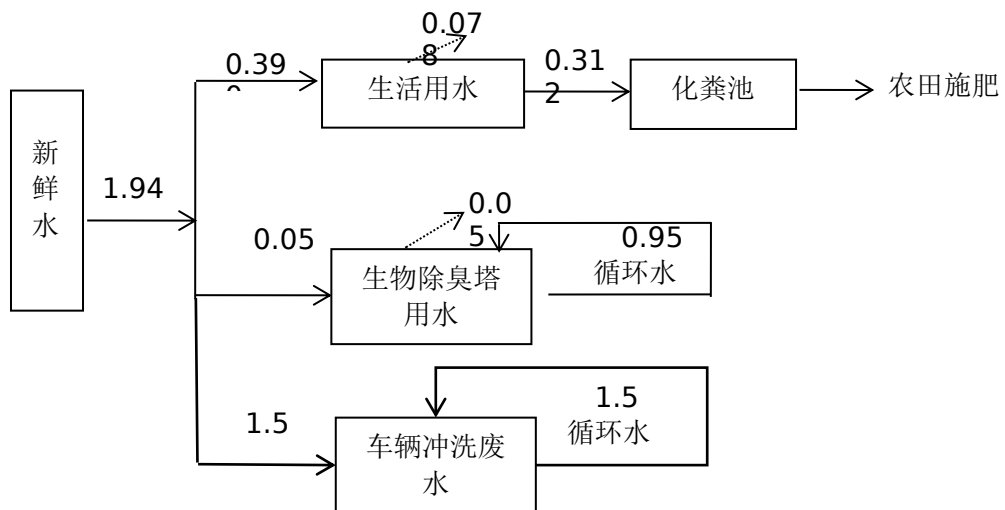 0.07
8
0.39
0.31
2
生活用水
化粪池
农田施肥
新
鲜
水
1.94
0.0
5
0.05
0.95
循环水
生物除臭塔
用水
1.5
循环水
1.5
车辆冲洗废
水